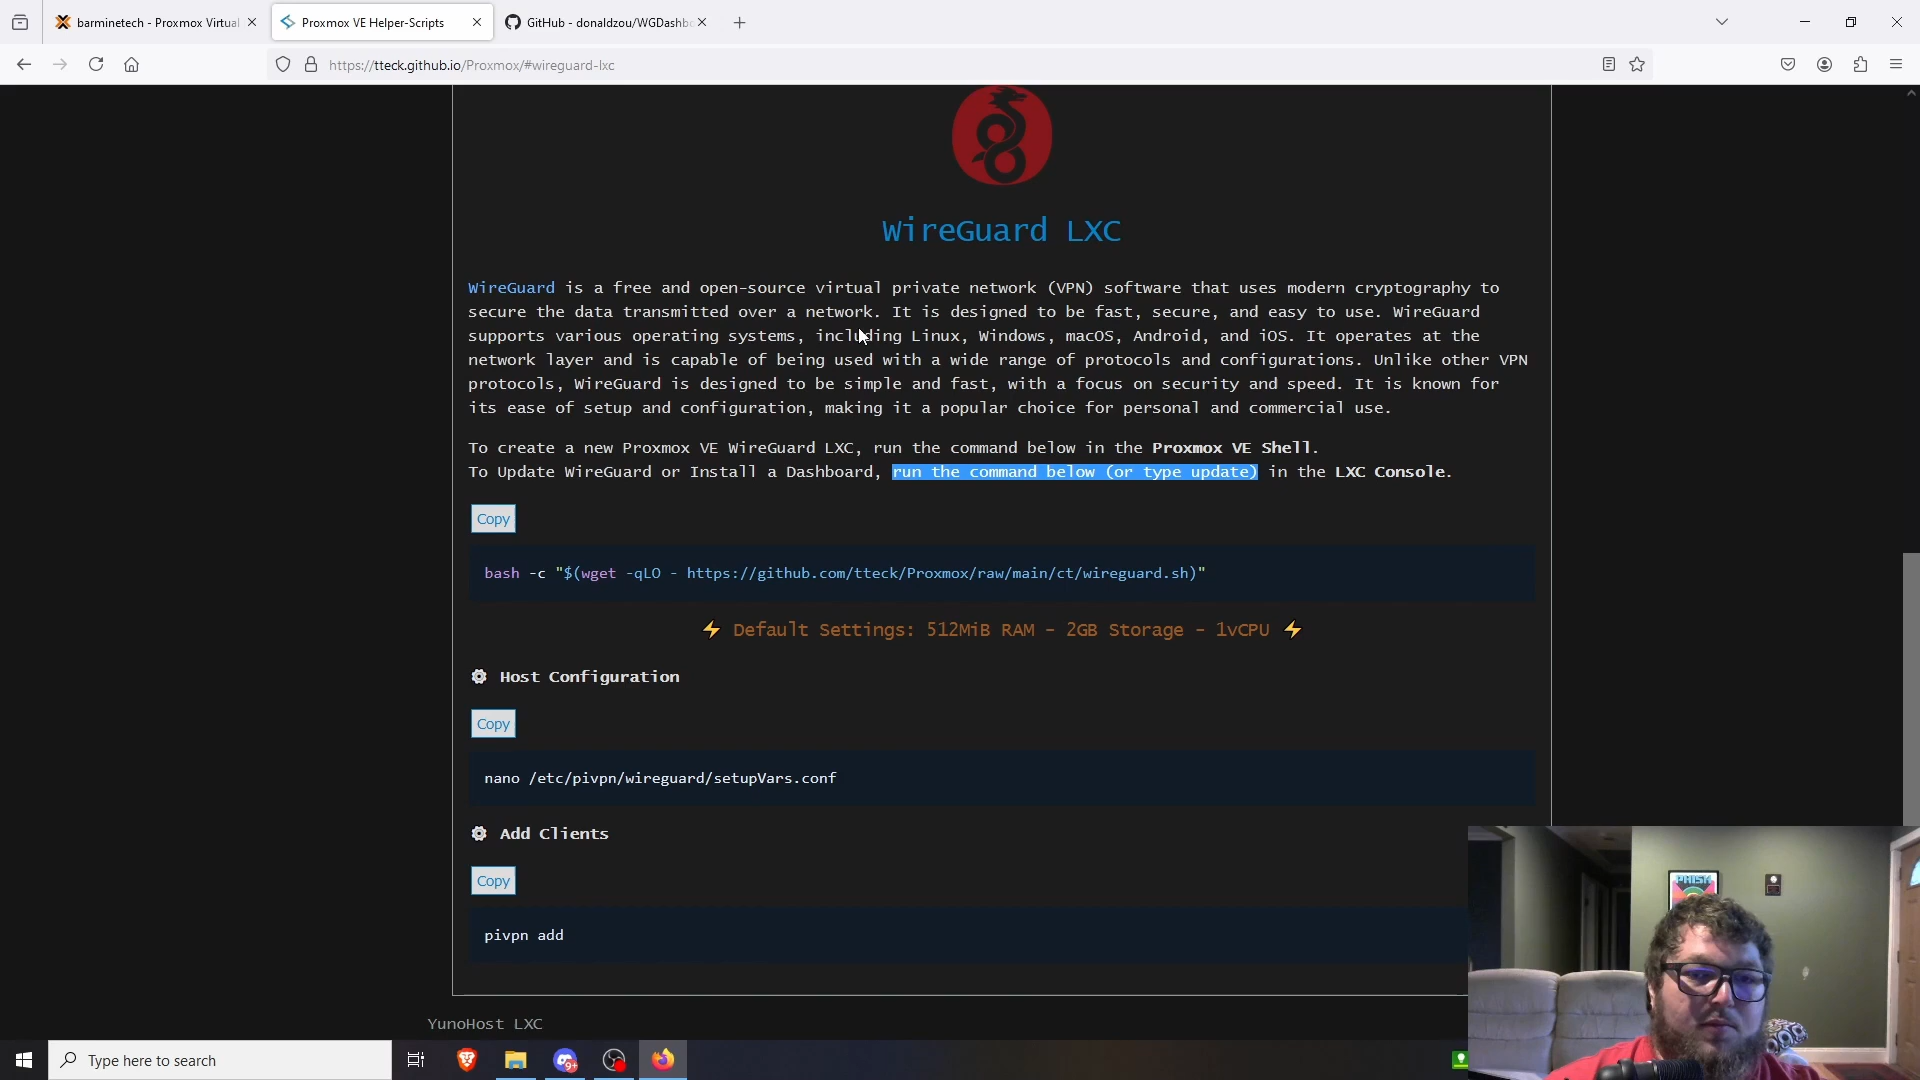 barminetech - Proxmox Virtual
Proxmox VE Helper-Scripts
GitHub - donaldzou/WGDashb
https://tteck.github.io/Proxmox/#wireguard-lxc
WireGuard LXC
WireGuard is a free and open-source virtual private network (VPN) software that uses modern cryptography to
secure the data transmitted over a network. It is designed to be fast, secure, and easy to use. WireGuard
supports various operating systems, including Linux, Windows, macOS, Android, and iOS. It operates at the
network layer and is capable of being used with a wide range of protocols and configurations. Unlike other VPN
protocols, WireGuard is designed to be simple and fast, with a focus on security and speed. It is known for
its ease of setup and configuration, making it a popular choice for personal and commercial use.
To create a new Proxmox VE WireGuard LXC, run the command below in the Proxmox VE Shell.
To Update WireGuard or Install a Dashboard, run the command below (or type update) in the LXC Console.
Copy
bash -c "$(wget -qLO - https://github.com/tteck/Proxmox/raw/main/ct/wireguard.sh)"
⚡ Default Settings: 512MiB RAM - 2GB Storage - 1vCPU ⚡
Host Configuration
Copy
nano /etc/pivpn/wireguard/setupVars.conf
Add Clients
Copy
pivpn add
PHISH
YunoHost LXC
Type here to search
9+